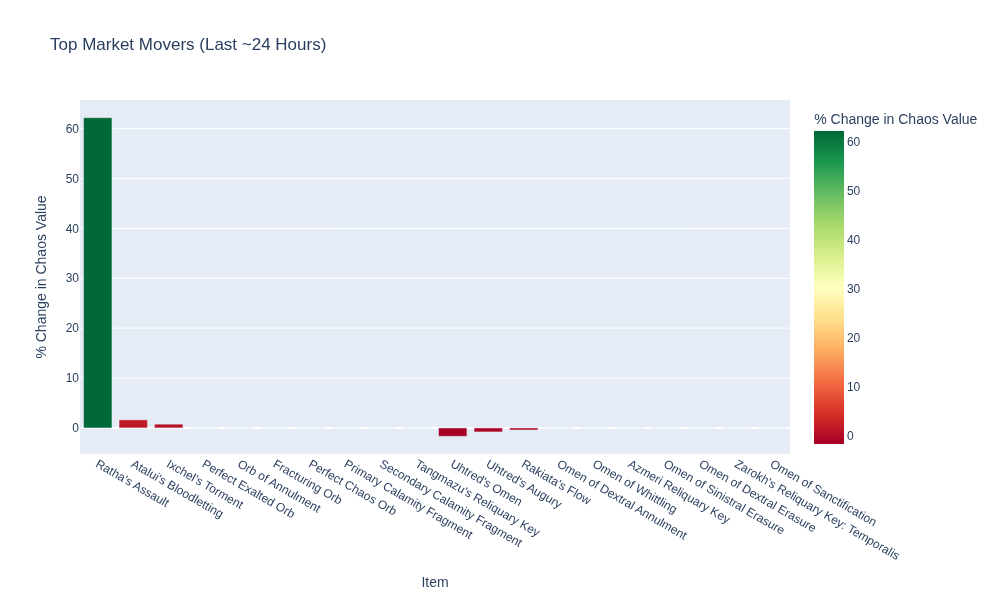 Top Market Movers (Last ~24 Hours)
% Change in Chaos Value
60
50
40
30
20
10
0
Ratha's Assault
Atalui's Bloodletting
Ixchel's Torment
Perfect Exalted Orb
Orb of Annulment
Fracturing Orb
Perfect Chaos Orb
Primary Calamity Fragment
Secondary Calamity Fragment
Tangmazu's Reliquary Key
Uhtred's Omen
Uhtred's Augury
Rakiata's Flow
Omen of Dextral Annulment
Omen of Whittling
Azmeri Reliquary Key
Omen of Sinistral Erasure
Omen of Dextral Erasure
Zarokh's Reliquary Key: Temporalis
Omen of Sanctification
Item
% Change in Chaos Value
60
50
40
30
20
10
0